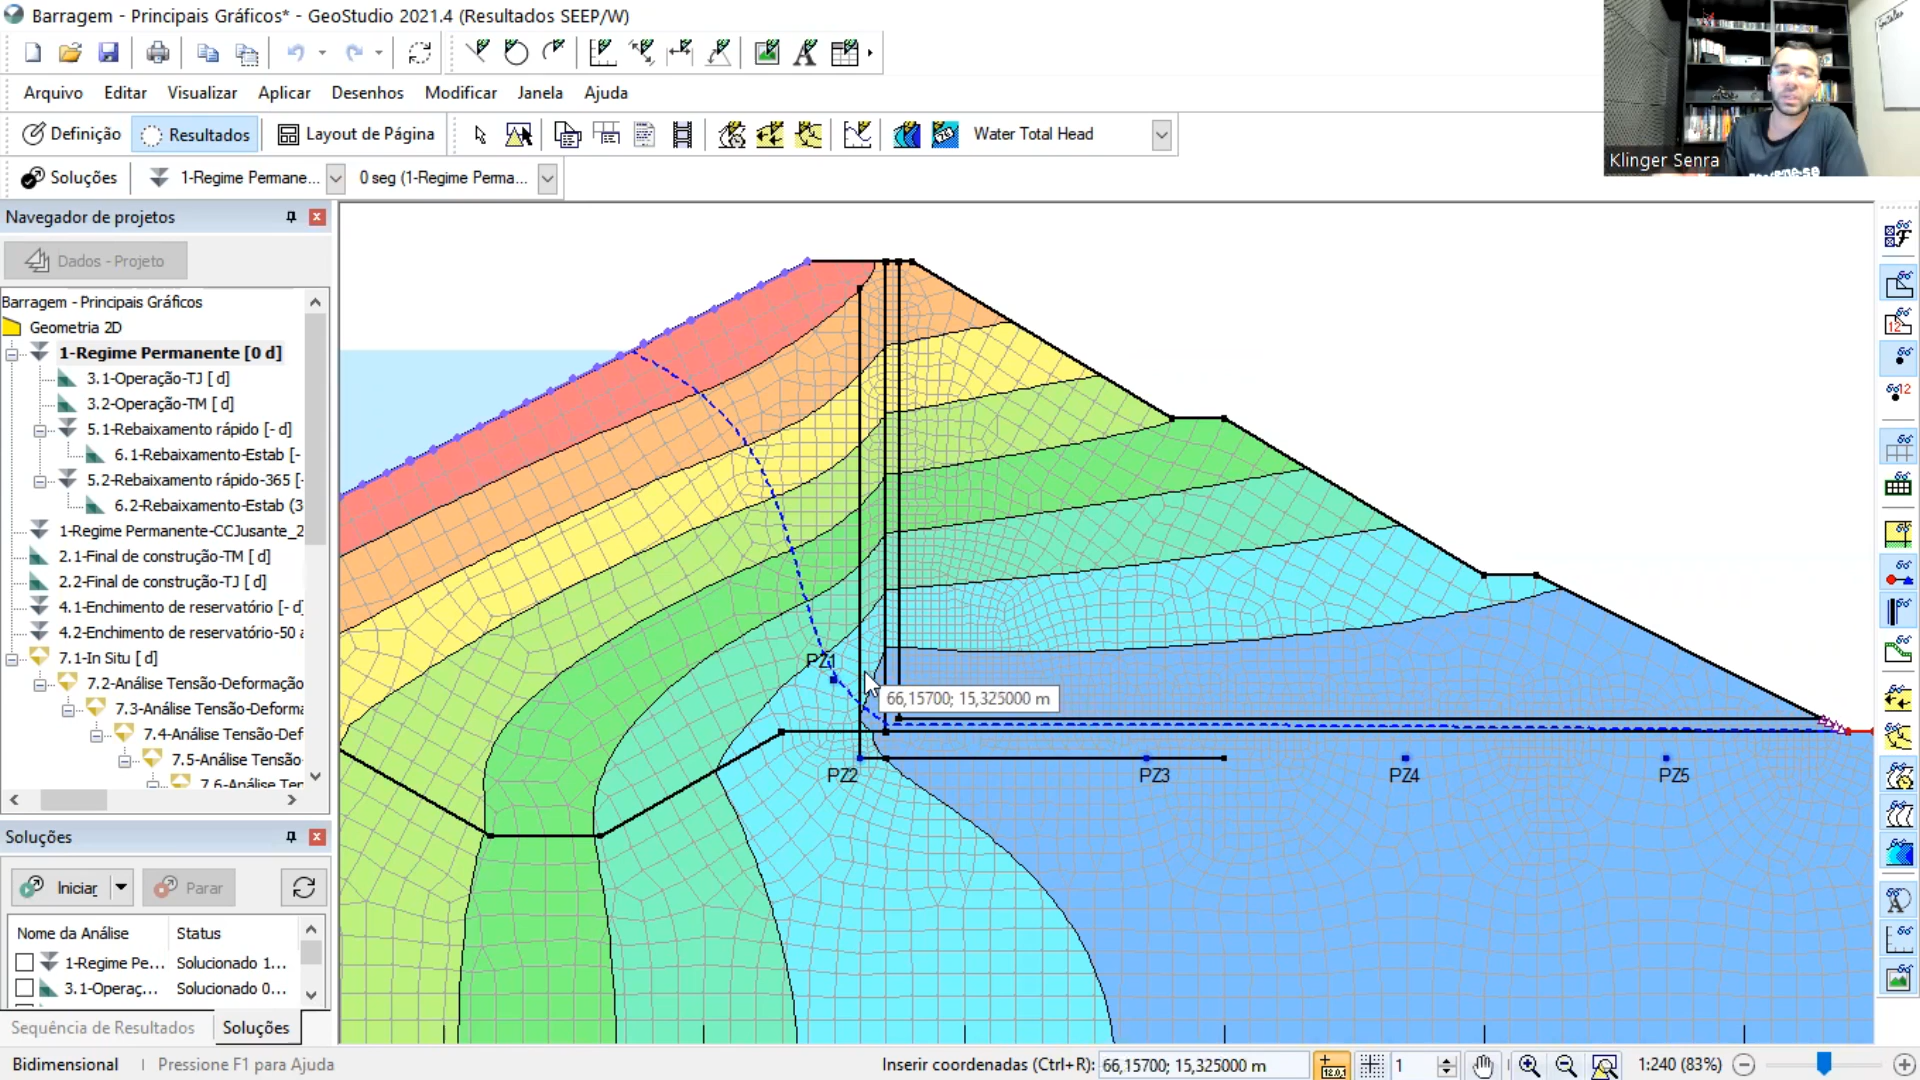 Barragem - Principais Gráficos* - GeoStudio 2021.4 (Resultados SEEP/W)
Arquivo Editar Visualizar Aplicar Desenhos Modificar Janela Ajuda
Definição Resultados Layout de Página Water Total Head
Klinger Senra
Soluções 1-Regime Permane... 0 seg (1-Regime Perma...
Navegador de projetos
Dados - Projeto
Barragem - Principais Gráficos
Geometria 2D
1-Regime Permanente [0 d]
3.1-Operação-TJ [ d]
3.2-Operação-TM [ d]
5.1-Rebaixamento rápido [- d]
6.1-Rebaixamento-Estab [-
5.2-Rebaixamento rápido-365 [-
6.2-Rebaixamento-Estab (3
1-Regime Permanente-CCJusante_2
2.1-Final de construção-TM [ d]
2.2-Final de construção-TJ [ d]
4.1-Enchimento de reservatório [- d
4.2-Enchimento de reservatório-50 a
7.1-In Situ [ d]
7.2-Análise Tensão-Deformação
7.3-Análise Tensão-Deforma
7.4-Análise Tensão-Def
7.5-Análise Tensão-
7.6-Análise Ten
PZ1
66,15700; 15,325000 m
PZ2 PZ3 PZ4 PZ5
Soluções
Iniciar Parar
Nome da Análise Status
1-Regime Pe... Solucionado 1...
3.1-Operaç... Solucionado 0...
Sequência de Resultados Soluções
Bidimensional Pressione F1 para Ajuda Inserir coordenadas (Ctrl+R): 66,15700; 15,325000 m 1 1:240 (83%)